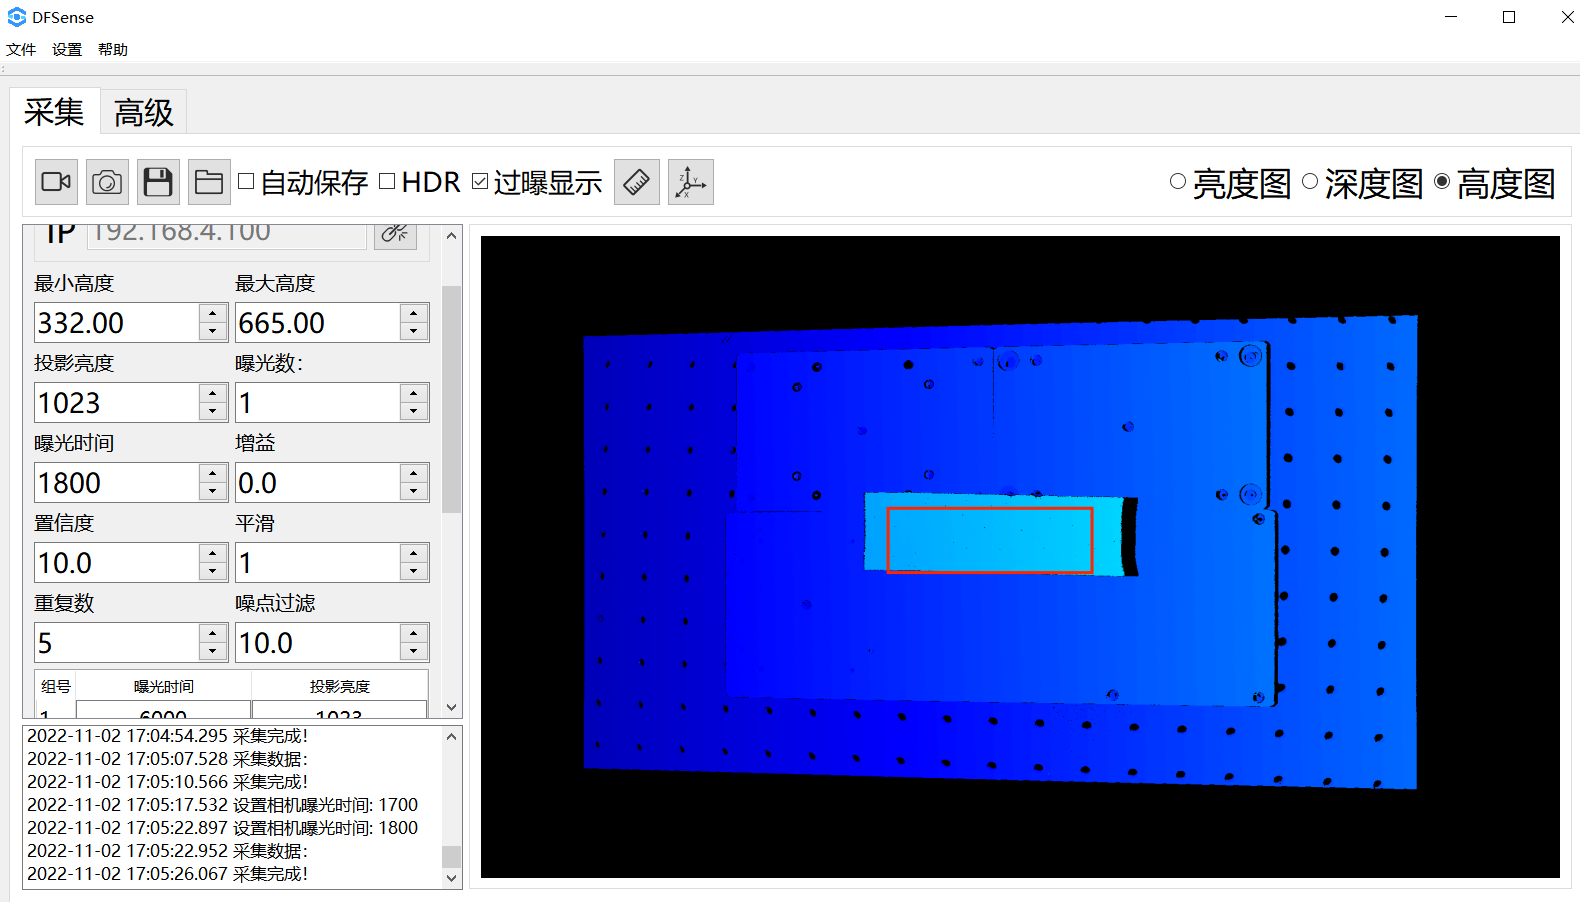 DFSense
文件 设置 帮助
采集 高级
自动保存 HDR 过曝显示 亮度图 深度图 高度图
IP 192.168.4.100
最小高度 最大高度
332.00 665.00
投影亮度 曝光数:
1023 1
曝光时间 增益
1800 0.0
置信度 平滑
10.0 1
重复数 噪点过滤
5 10.0
组号 曝光时间 投影亮度
1 6000 1023
2022-11-02 17:04:54.295 采集完成!
2022-11-02 17:05:07.528 采集数据:
2022-11-02 17:05:10.566 采集完成!
2022-11-02 17:05:17.532 设置相机曝光时间: 1700
2022-11-02 17:05:22.897 设置相机曝光时间: 1800
2022-11-02 17:05:22.952 采集数据:
2022-11-02 17:05:26.067 采集完成!